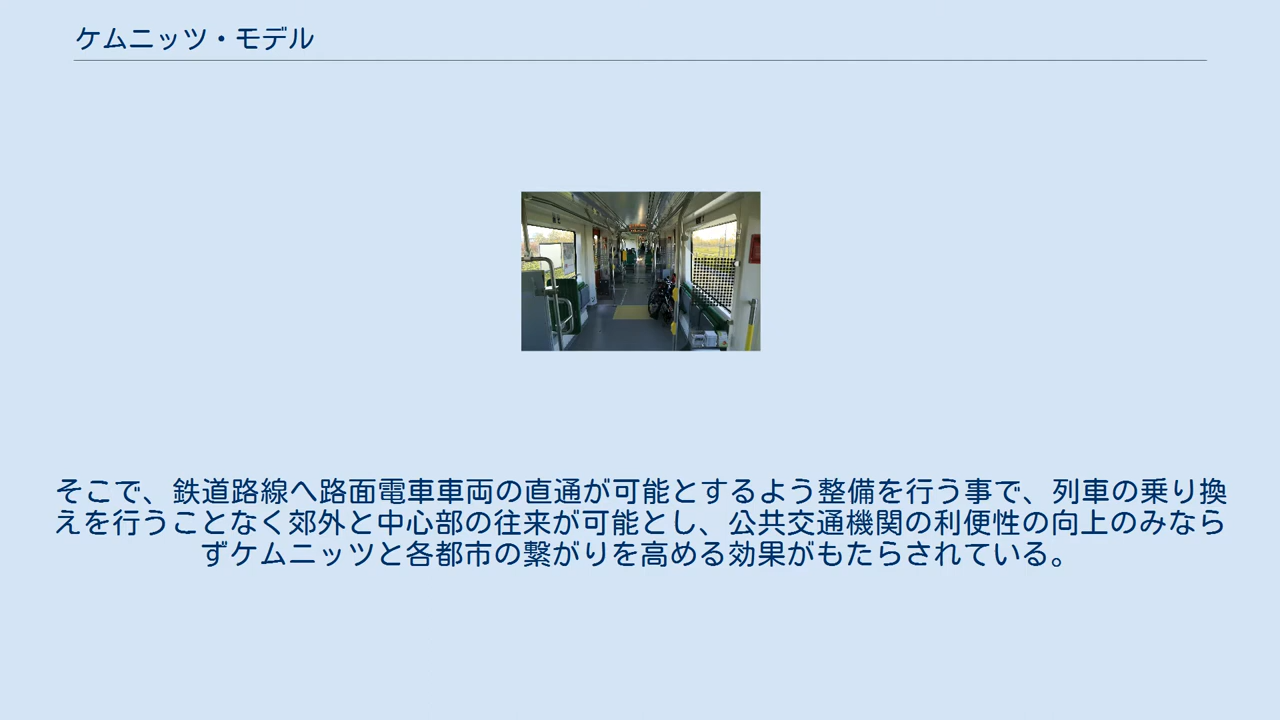 ケムニッツ・モデル
そこで、鉄道路線へ路面電車車両の直通が可能とするよう整備を行う事で、列車の乗り換
えを行うことなく郊外と中心部の往来が可能とし、公共交通機関の利便性の向上のみなら
ずケムニッツと各都市の繋がりを高める効果がもたらされている。